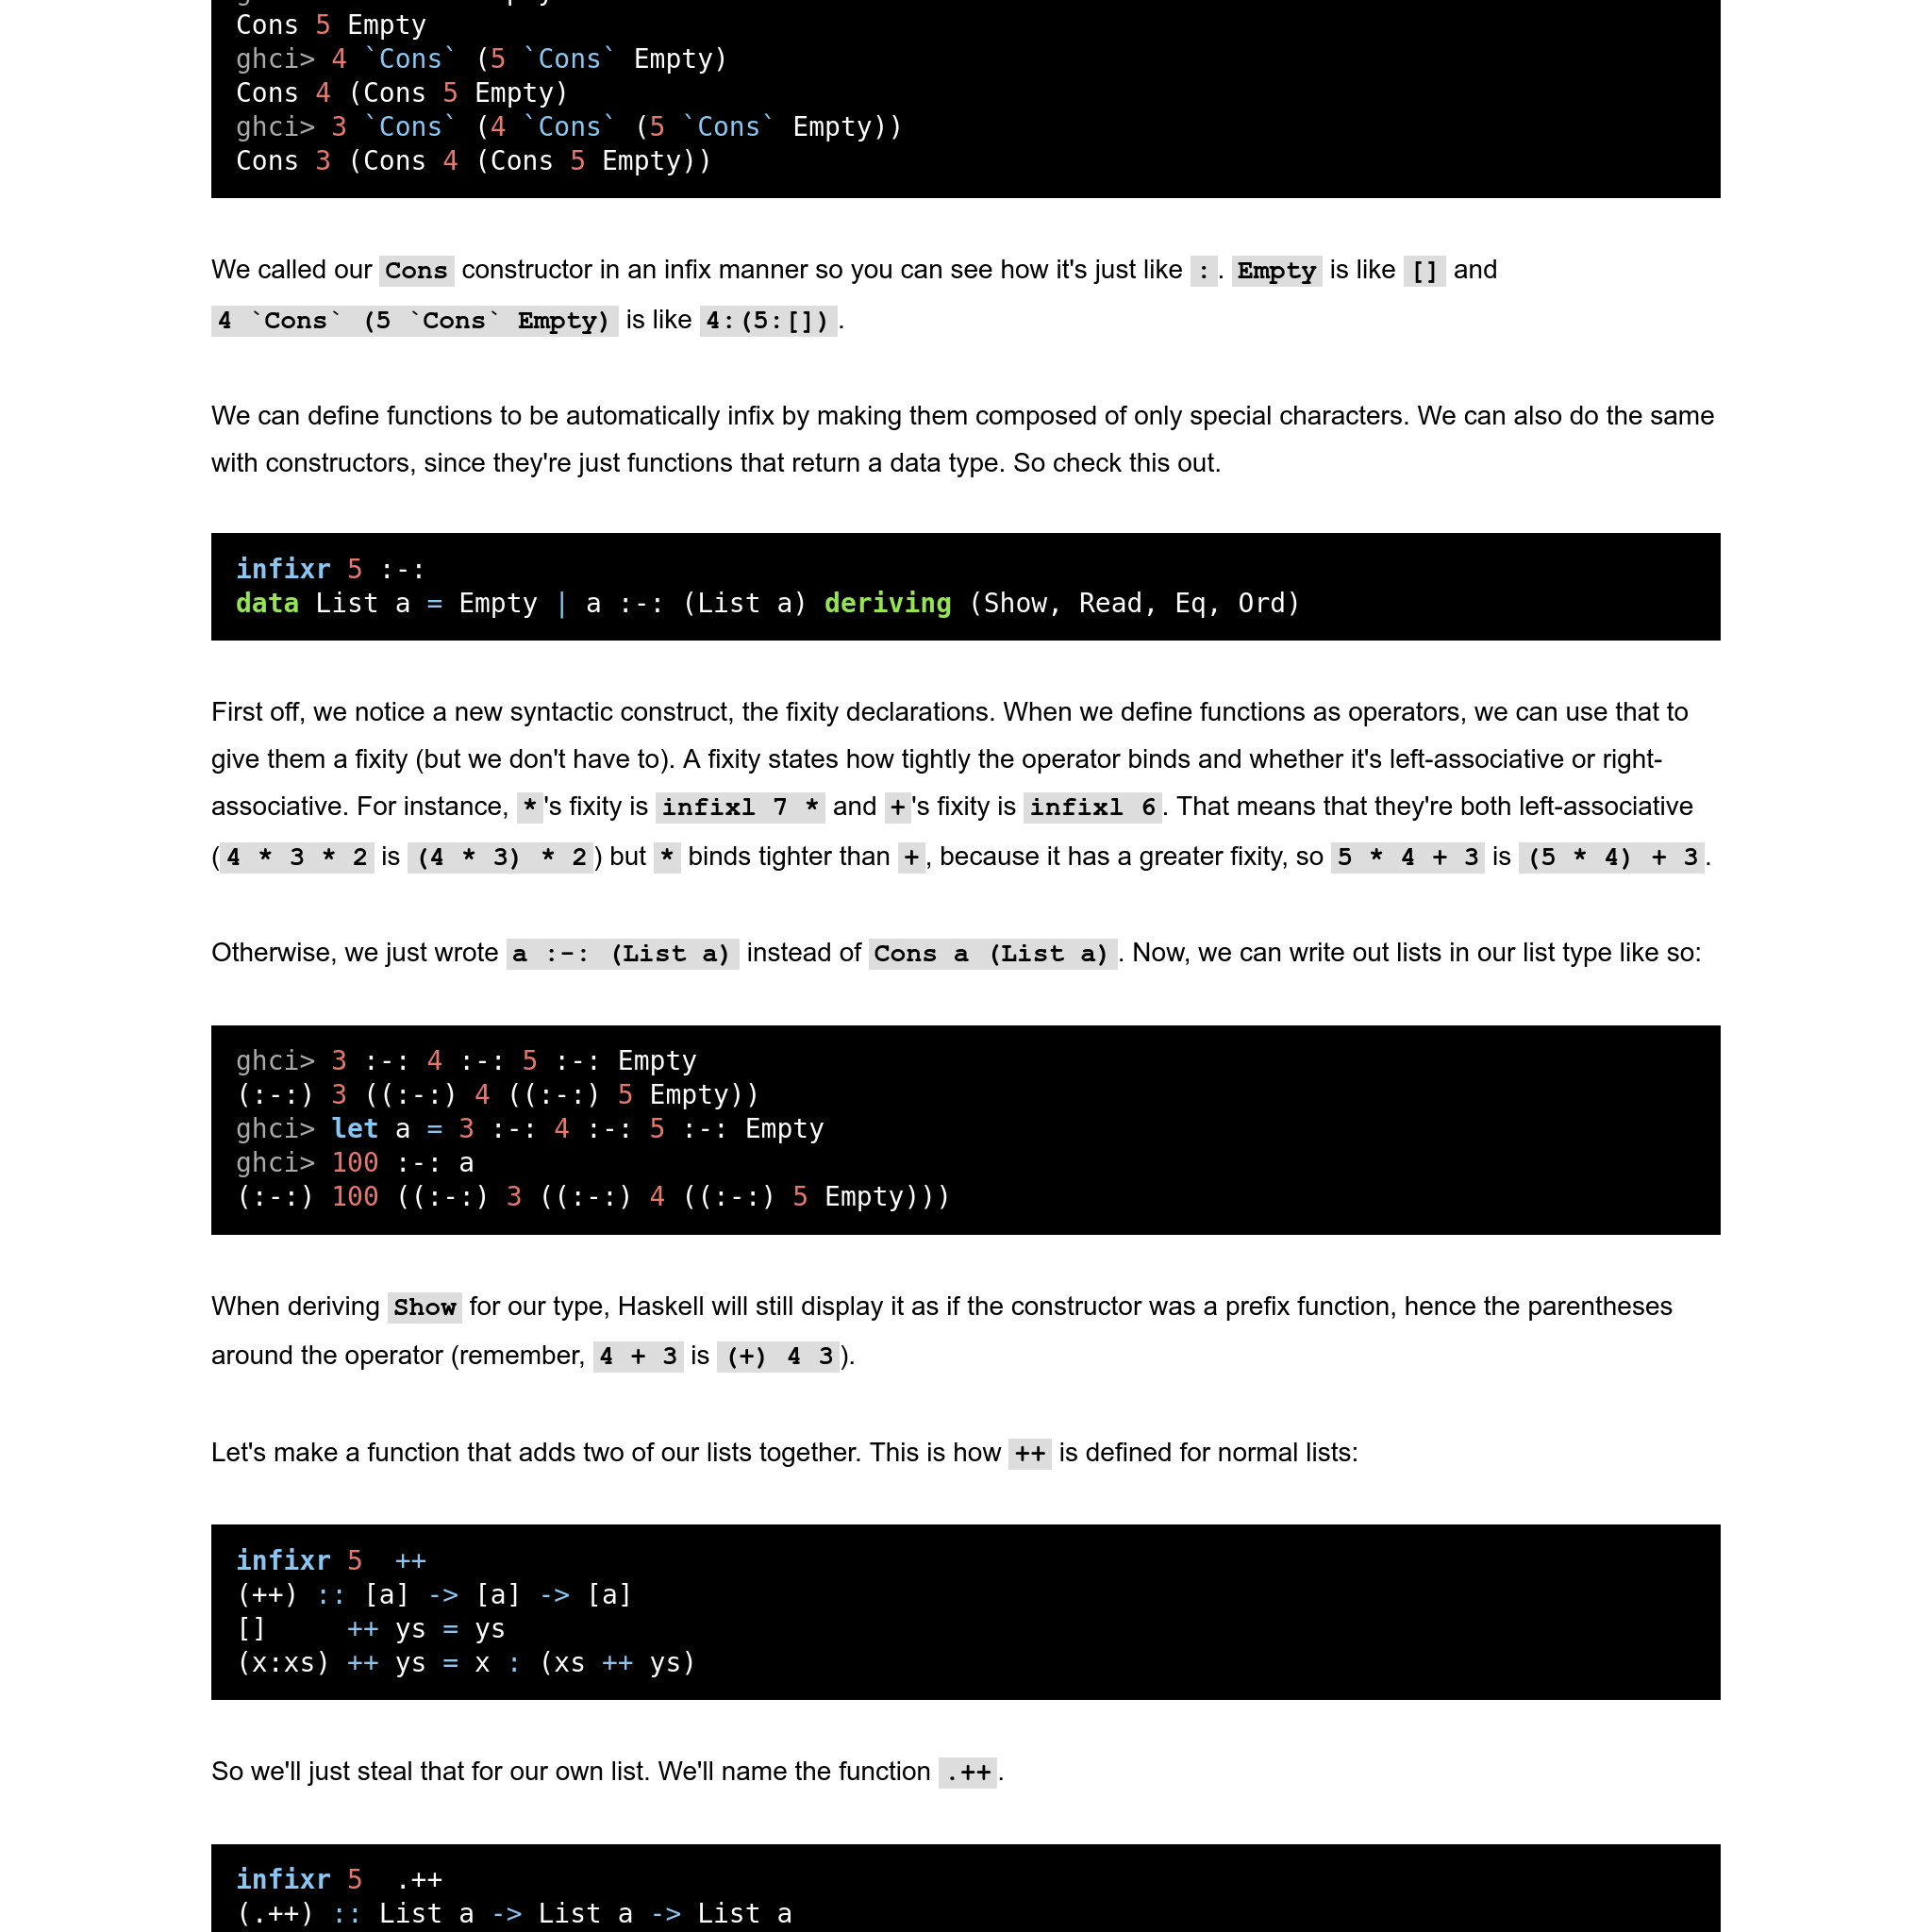 Cons 5 Empty
ghci> 4 `Cons` (5 `Cons` Empty)
Cons 4 (Cons 5 Empty)
ghci> 3 `Cons` (4 `Cons` (5 `Cons` Empty))
Cons 3 (Cons 4 (Cons 5 Empty))
We called our Cons constructor in an infix manner so you can see how it's just like :. Empty is like [] and
4 `Cons` (5 `Cons` Empty) is like 4:(5:[]).
We can define functions to be automatically infix by making them composed of only special characters. We can also do the same
with constructors, since they're just functions that return a data type. So check this out.
infixr 5 :-:
data List a = Empty | a :-: (List a) deriving (Show, Read, Eq, Ord)
First off, we notice a new syntactic construct, the fixity declarations. When we define functions as operators, we can use that to
give them a fixity (but we don't have to). A fixity states how tightly the operator binds and whether it's left-associative or right-
associative. For instance, *'s fixity is infixl 7 * and +'s fixity is infixl 6. That means that they're both left-associative
(4 * 3 * 2 is (4 * 3) * 2) but * binds tighter than +, because it has a greater fixity, so 5 * 4 + 3 is (5 * 4) + 3.
Otherwise, we just wrote a :-: (List a) instead of Cons a (List a). Now, we can write out lists in our list type like so:
ghci> 3 :-: 4 :-: 5 :-: Empty
(:-:) 3 ((:-:) 4 ((:-:) 5 Empty))
ghci> let a = 3 :-: 4 :-: 5 :-: Empty
ghci> 100 :-: a
(:-:) 100 ((:-:) 3 ((:-:) 4 ((:-:) 5 Empty)))
When deriving Show for our type, Haskell will still display it as if the constructor was a prefix function, hence the parentheses
around the operator (remember, 4 + 3 is (+) 4 3).
Let's make a function that adds two of our lists together. This is how ++ is defined for normal lists:
infixr 5  ++
(++) :: [a] -> [a] -> [a]
[]     ++ ys = ys
(x:xs) ++ ys = x : (xs ++ ys)
So we'll just steal that for our own list. We'll name the function .++.
infixr 5  .++
(.++) :: List a -> List a -> List a